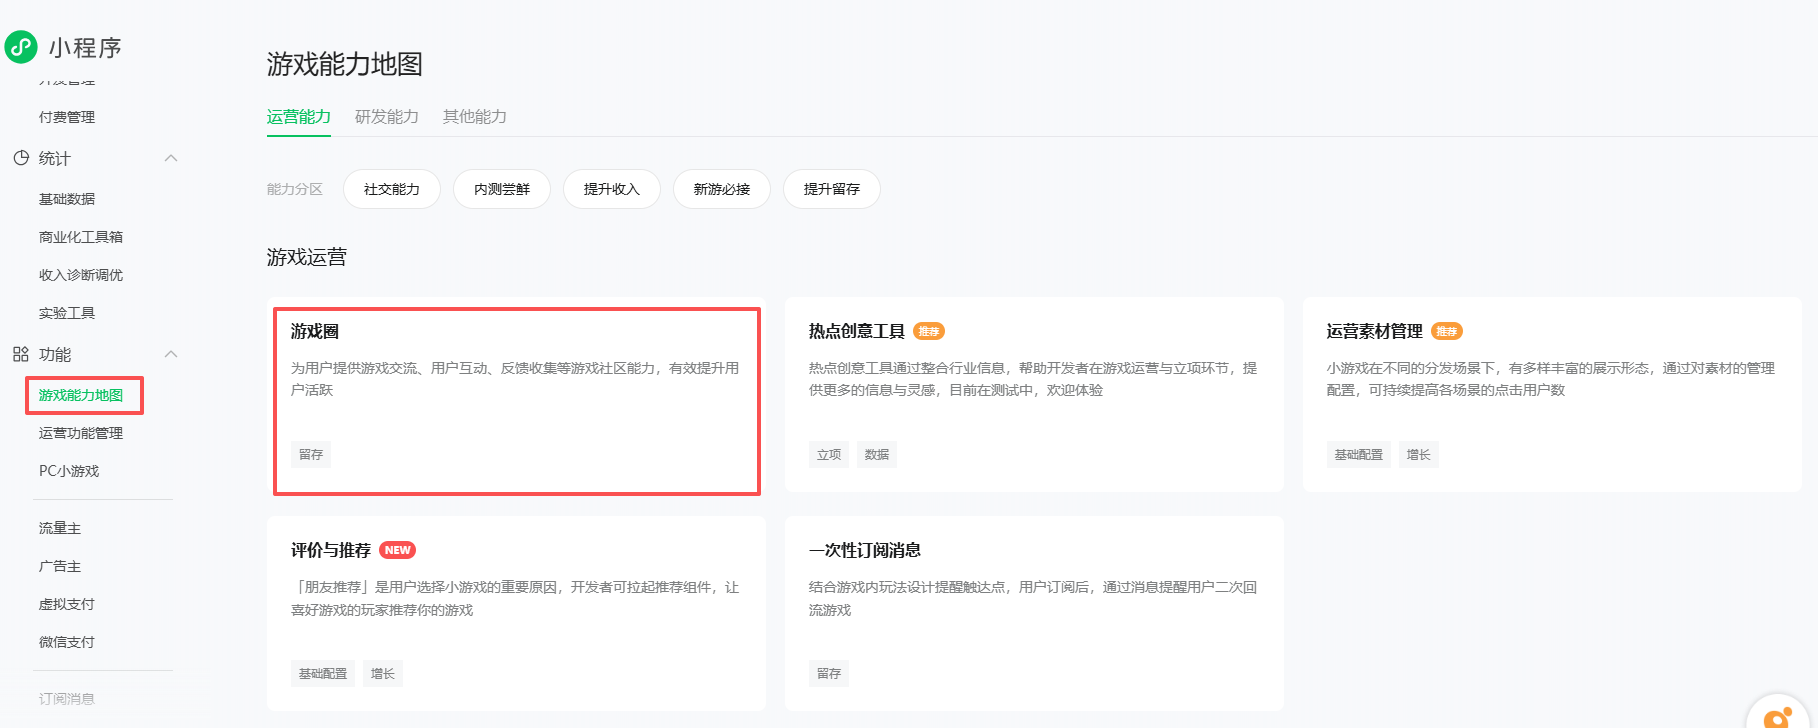 小程序
开发管理
付费管理
统计
基础数据
商业化工具箱
收入诊断调优
实验工具
功能
游戏能力地图
运营功能管理
PC小游戏
流量主
广告主
虚拟支付
微信支付
订阅消息
游戏能力地图
运营能力 研发能力 其他能力
能力分区 社交能力 内测尝鲜 提升收入 新游必接 提升留存
游戏运营
游戏圈
为用户提供游戏交流、用户互动、反馈收集等游戏社区能力，有效提升用
户活跃
留存
热点创意工具 推荐
热点创意工具通过整合行业信息，帮助开发者在游戏运营与立项环节，提
供更多的信息与灵感，目前在测试中，欢迎体验
立项 数据
运营素材管理 推荐
小游戏在不同的分发场景下，有多样丰富的展示形态，通过对素材的管理
配置，可持续提高各场景的点击用户数
基础配置 增长
评价与推荐 NEW
「朋友推荐」是用户选择小游戏的重要原因，开发者可拉起推荐组件，让
喜好游戏的玩家推荐你的游戏
基础配置 增长
一次性订阅消息
结合游戏内玩法设计提醒触达点，用户订阅后，通过消息提醒用户二次回
流游戏
留存